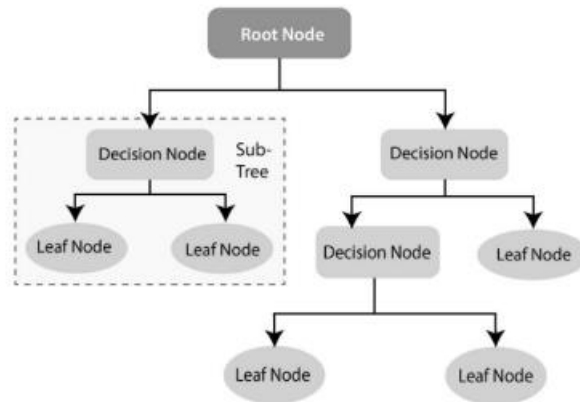 Root Node
Decision Node
Sub-
Tree
Decision Node
Leaf Node
Leaf Node
Decision Node
Leaf Node
Leaf Node
Leaf Node